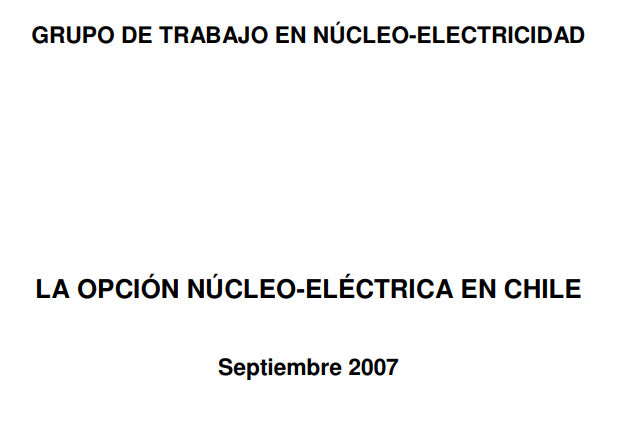 GRUPO DE TRABAJO EN NÚCLEO-ELECTRICIDAD
LA OPCIÓN NÚCLEO-ELÉCTRICA EN CHILE
Septiembre 2007